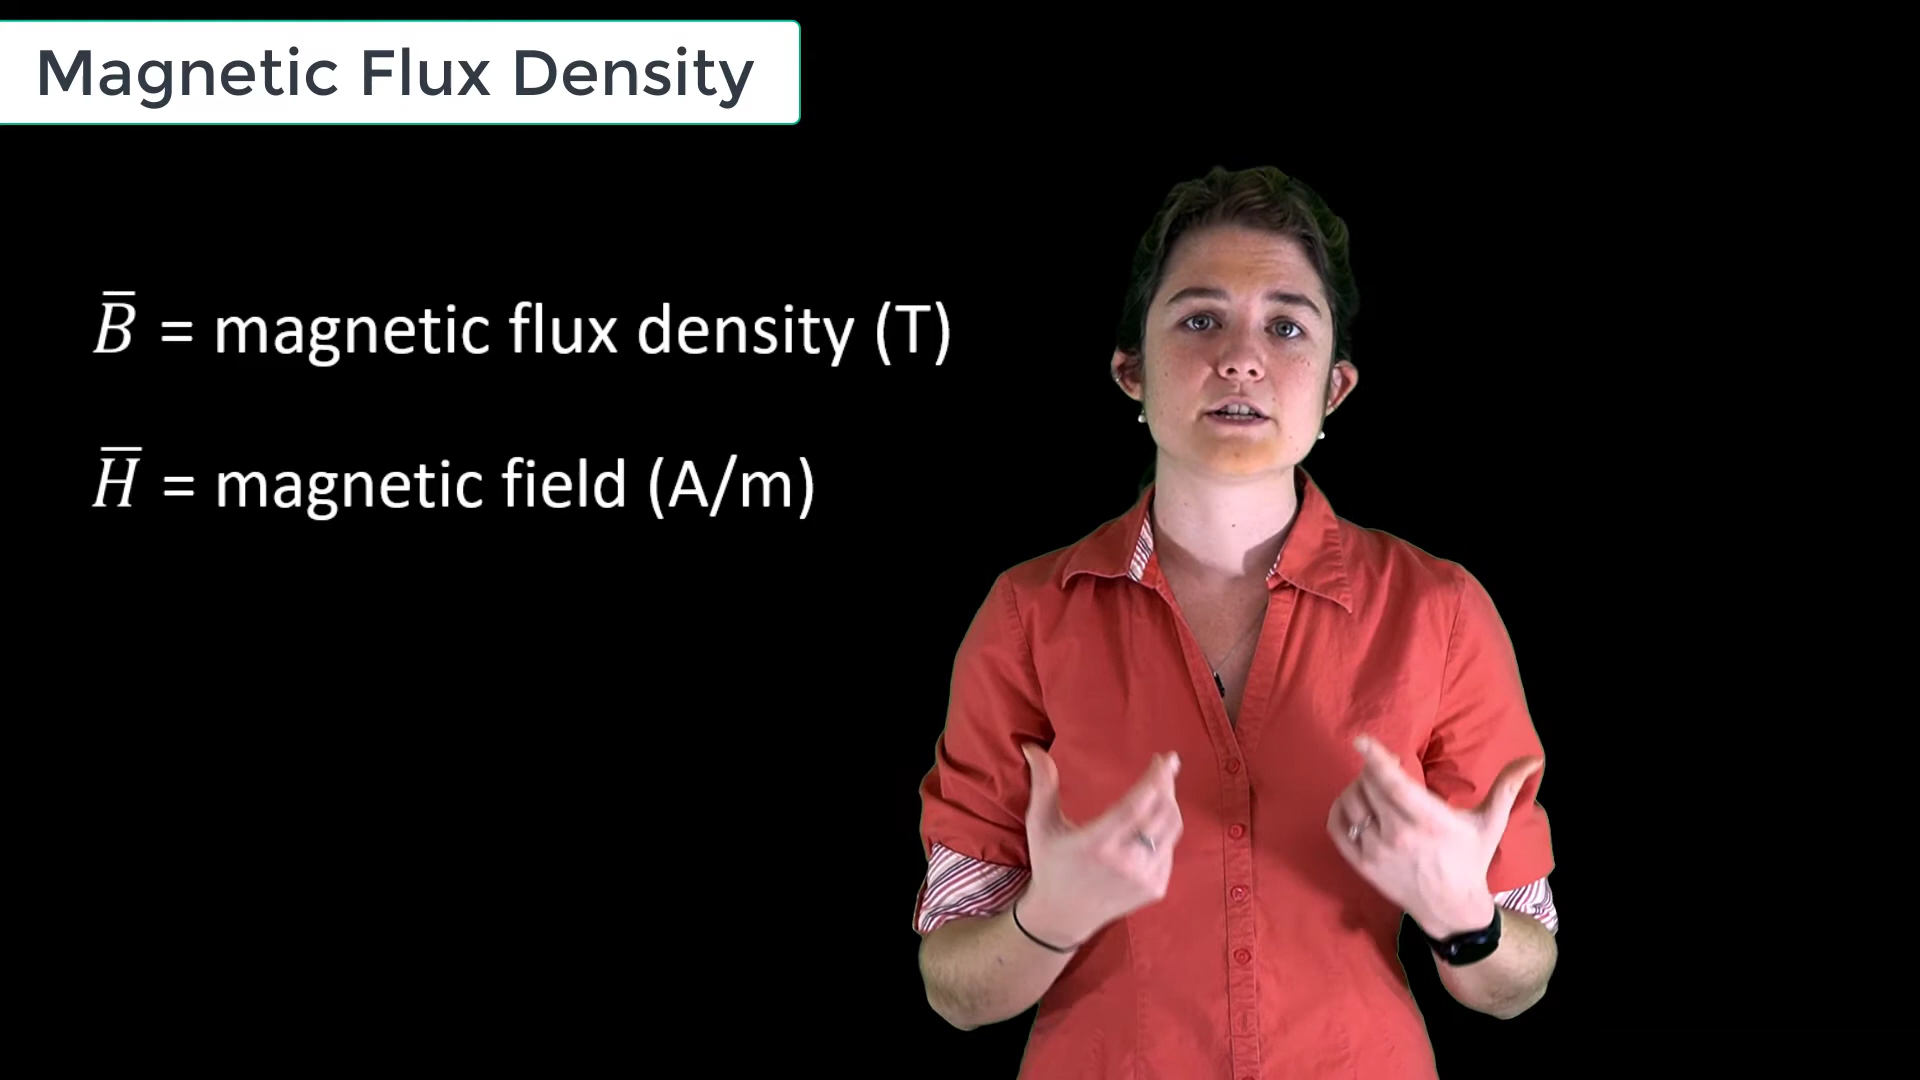 Magnetic Flux Density
B̅ = magnetic flux density (T)
H̅ = magnetic field (A/m)